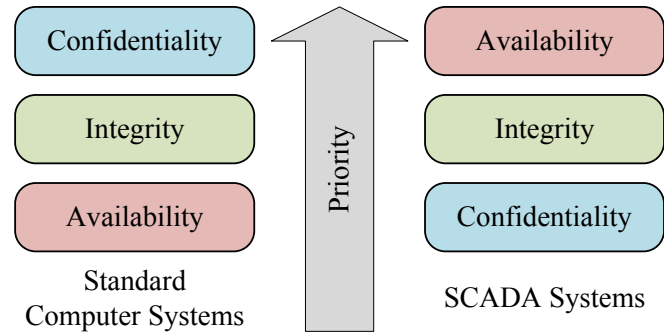 Confidentiality
Integrity
Availability
Standard
Computer Systems
Priority
Availability
Integrity
Confidentiality
SCADA Systems